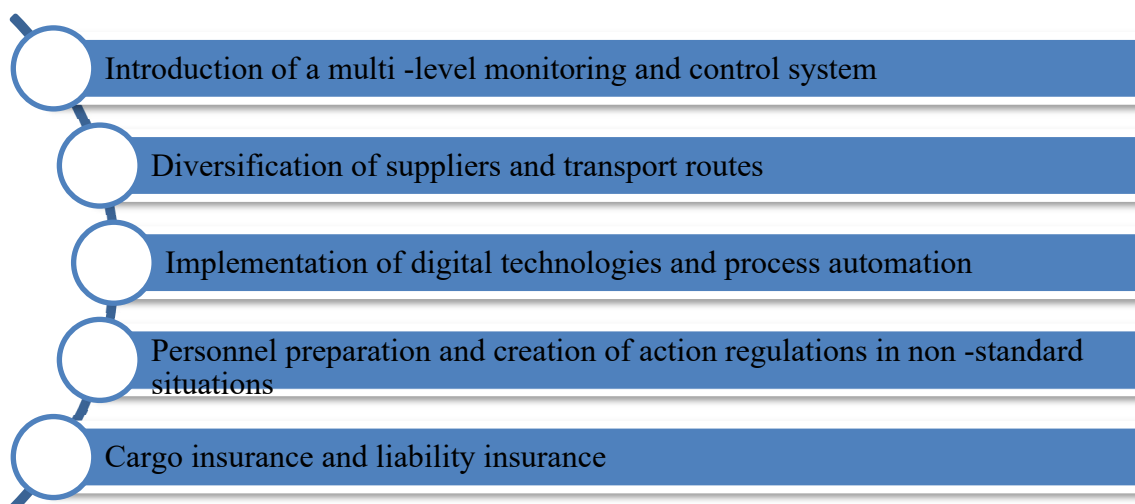 Introduction of a multi -level monitoring and control system
Diversification of suppliers and transport routes
Implementation of digital technologies and process automation
Personnel preparation and creation of action regulations in non -standard
situations
Cargo insurance and liability insurance